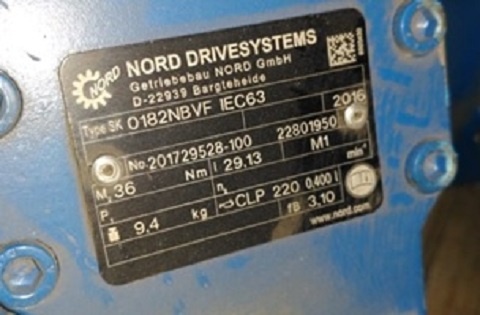 NORD
NORD DRIVESYSTEMS
Getriebebau NORD GmbH
D-22939 Bargteheide
Type SK 0182NBVF IEC63 2016
No. 201729528-100 22801950
M₂ 36 Nm i 29.13 M1
P₁ n₂ min⁻¹
9.4 kg CLP 220 0,400 l
fB 3.10
www.nord.com